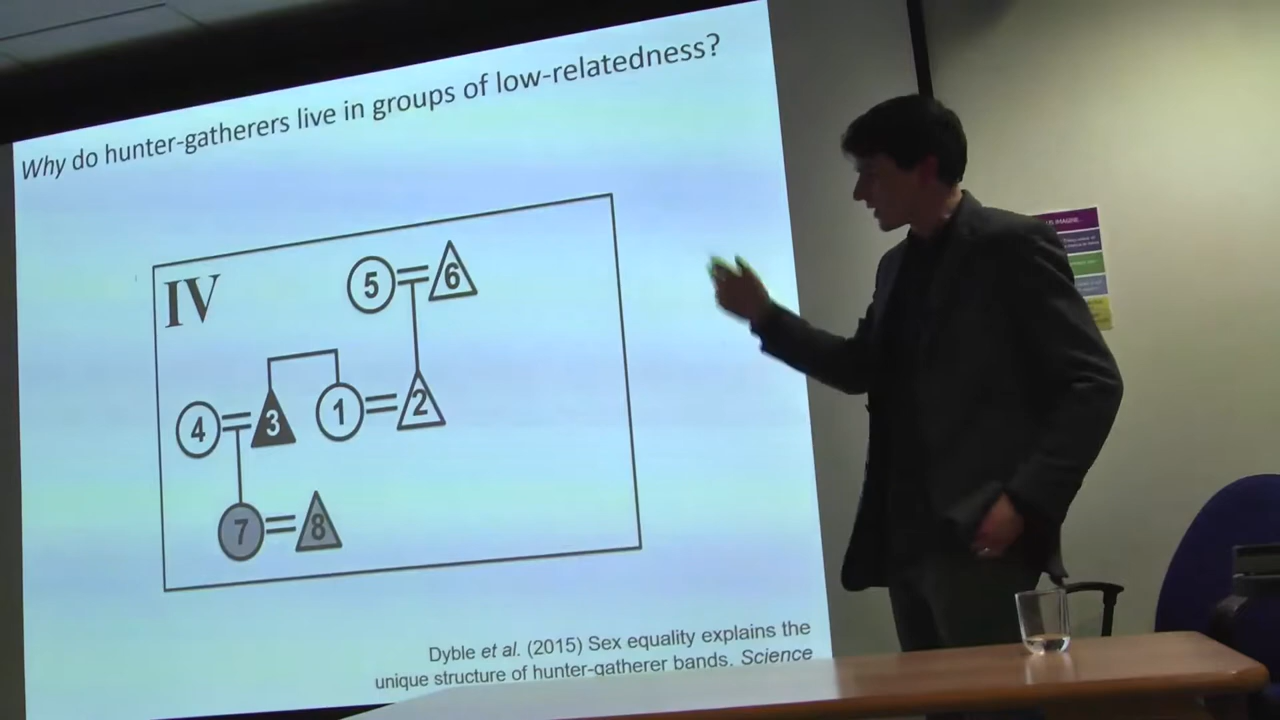 Why do hunter-gatherers live in groups of low-relatedness?
IV
5 = 6
4 = 3 1 = 2
7 = 8
Dyble et al. (2015) Sex equality explains the
unique structure of hunter-gatherer bands. Science
IMAGINE...